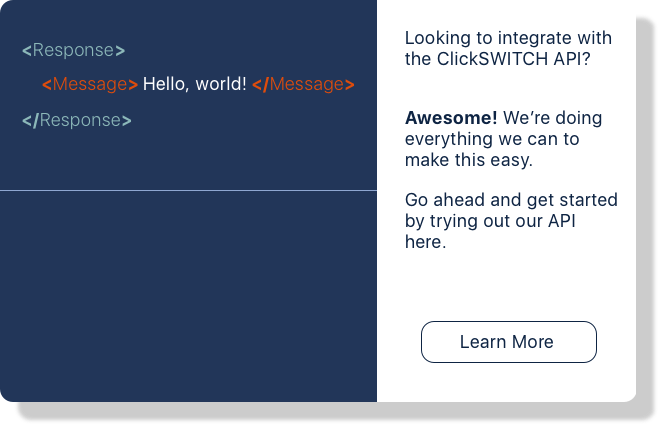 <Response>
<Message> Hello, world! </Message>
</Response>
Looking to integrate with
the ClickSWITCH API?
Awesome! We’re doing
everything we can to
make this easy.
Go ahead and get started
by trying out our API
here.
Learn More